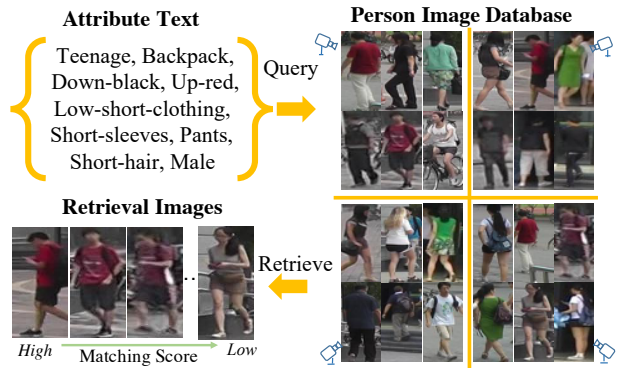 Attribute Text
Teenage, Backpack,
Down-black, Up-red,
Low-short-clothing,
Short-sleeves, Pants,
Short-hair, Male
Query
Person Image Database
Retrieval Images
...
Retrieve
High
Low
Matching Score